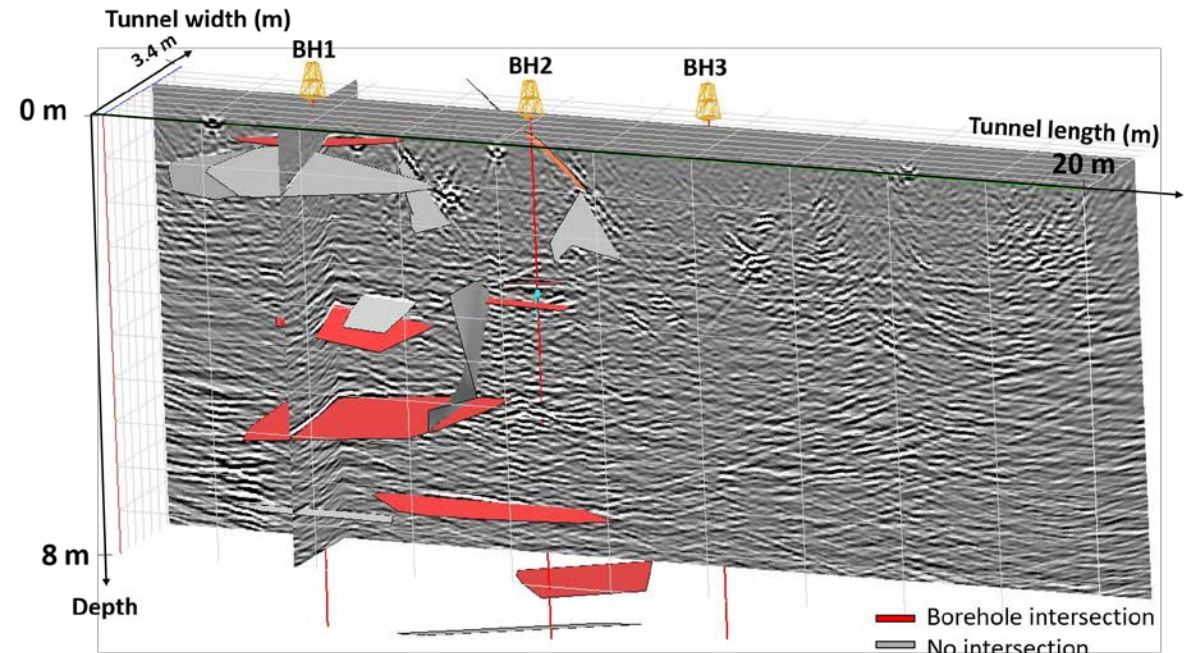 Tunnel width (m)
3.4 m
BH1
BH2
BH3
0 m
Tunnel length (m)
20 m
8 m
Depth
Borehole intersection
No intersection